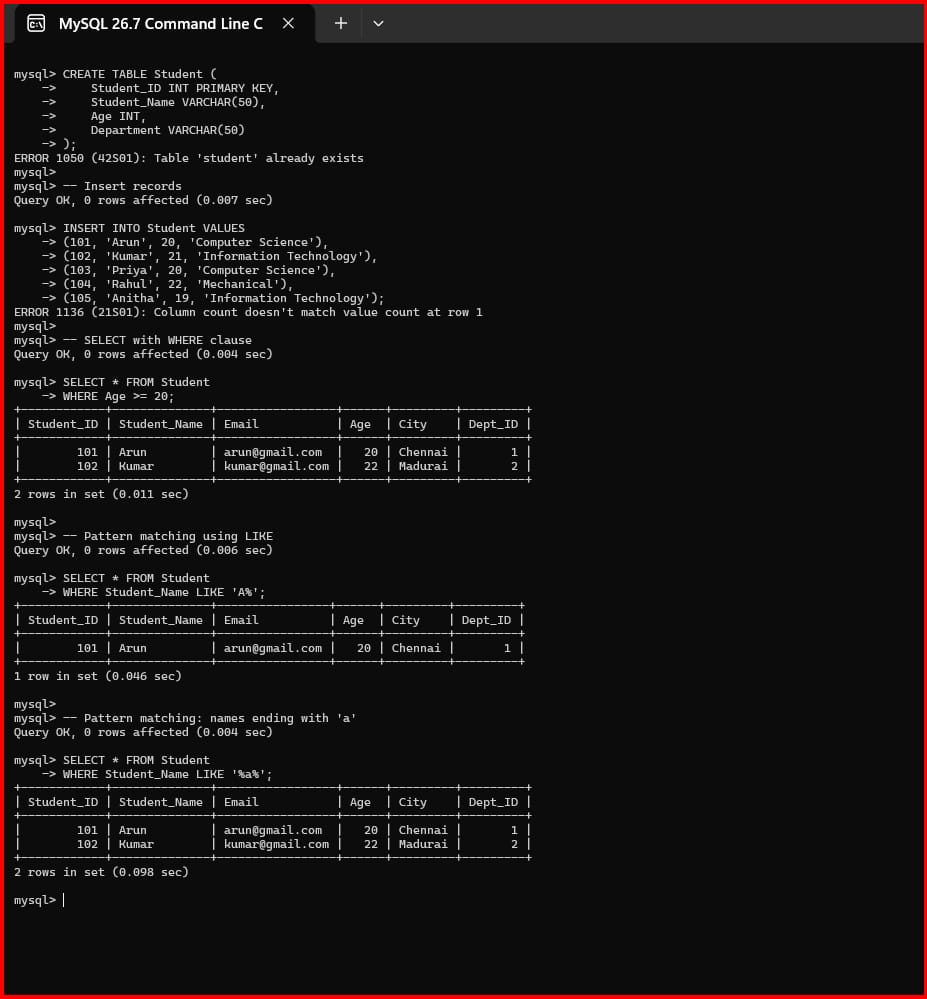 MySQL 26.7 Command Line C
mysql> CREATE TABLE Student (
    ->     Student_ID INT PRIMARY KEY,
    ->     Student_Name VARCHAR(50),
    ->     Age INT,
    ->     Department VARCHAR(50)
    -> );
ERROR 1050 (42S01): Table 'student' already exists
mysql>
mysql> -- Insert records
Query OK, 0 rows affected (0.007 sec)

mysql> INSERT INTO Student VALUES
    -> (101, 'Arun', 20, 'Computer Science'),
    -> (102, 'Kumar', 21, 'Information Technology'),
    -> (103, 'Priya', 20, 'Computer Science'),
    -> (104, 'Rahul', 22, 'Mechanical'),
    -> (105, 'Anitha', 19, 'Information Technology');
ERROR 1136 (21S01): Column count doesn't match value count at row 1
mysql>
mysql> -- SELECT with WHERE clause
Query OK, 0 rows affected (0.004 sec)

mysql> SELECT * FROM Student
    -> WHERE Age >= 20;
+------------+--------------+-----------------+------+---------+---------+
| Student_ID | Student_Name | Email           | Age  | City    | Dept_ID |
+------------+--------------+-----------------+------+---------+---------+
|        101 | Arun         | arun@gmail.com  |   20 | Chennai |       1 |
|        102 | Kumar        | kumar@gmail.com |   22 | Madurai |       2 |
+------------+--------------+-----------------+------+---------+---------+
2 rows in set (0.011 sec)

mysql>
mysql> -- Pattern matching using LIKE
Query OK, 0 rows affected (0.006 sec)

mysql> SELECT * FROM Student
    -> WHERE Student_Name LIKE 'A%';
+------------+--------------+----------------+------+---------+---------+
| Student_ID | Student_Name | Email          | Age  | City    | Dept_ID |
+------------+--------------+----------------+------+---------+---------+
|        101 | Arun         | arun@gmail.com |   20 | Chennai |       1 |
+------------+--------------+----------------+------+---------+---------+
1 row in set (0.046 sec)

mysql>
mysql> -- Pattern matching: names ending with 'a'
Query OK, 0 rows affected (0.004 sec)

mysql> SELECT * FROM Student
    -> WHERE Student_Name LIKE '%a%';
+------------+--------------+-----------------+------+---------+---------+
| Student_ID | Student_Name | Email           | Age  | City    | Dept_ID |
+------------+--------------+-----------------+------+---------+---------+
|        101 | Arun         | arun@gmail.com  |   20 | Chennai |       1 |
|        102 | Kumar        | kumar@gmail.com |   22 | Madurai |       2 |
+------------+--------------+-----------------+------+---------+---------+
2 rows in set (0.098 sec)

mysql>